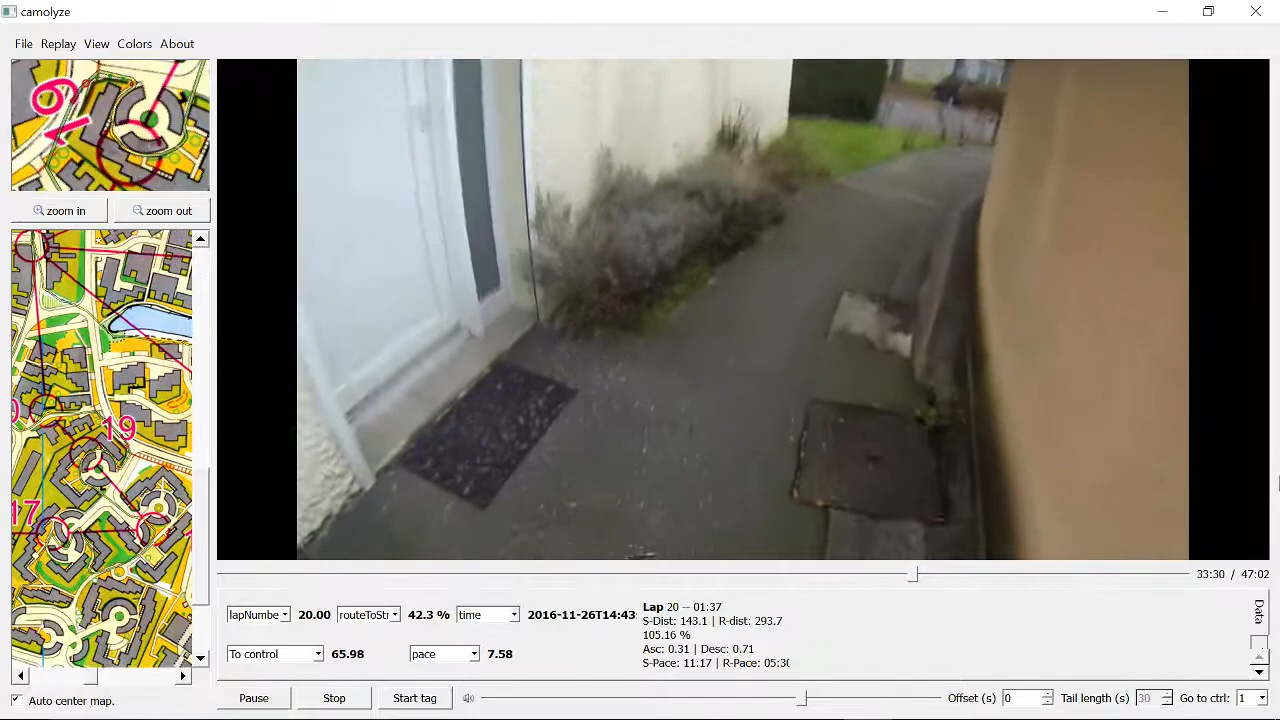 camolyze
File Replay View Colors About
19
zoom in zoom out
19
17
33:30 / 47:02
lapNumbe 20.00 routeToStr 42.3 % time 2016-11-26T14:43:
Lap 20 -- 01:37
S-Dist: 143.1 | R-dist: 293.7
105.16 %
Asc: 0.31 | Desc: 0.71
S-Pace: 11:17 | R-Pace: 05:30
To control 65.98 pace 7.58
Data
Auto center map.
Pause Stop Start tag Offset (s) 0 Tail length (s) 30 Go to ctrl: 1